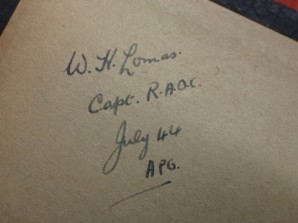 W. H. Lomas.
Capt. R.A.O.C.
July 44
APG.